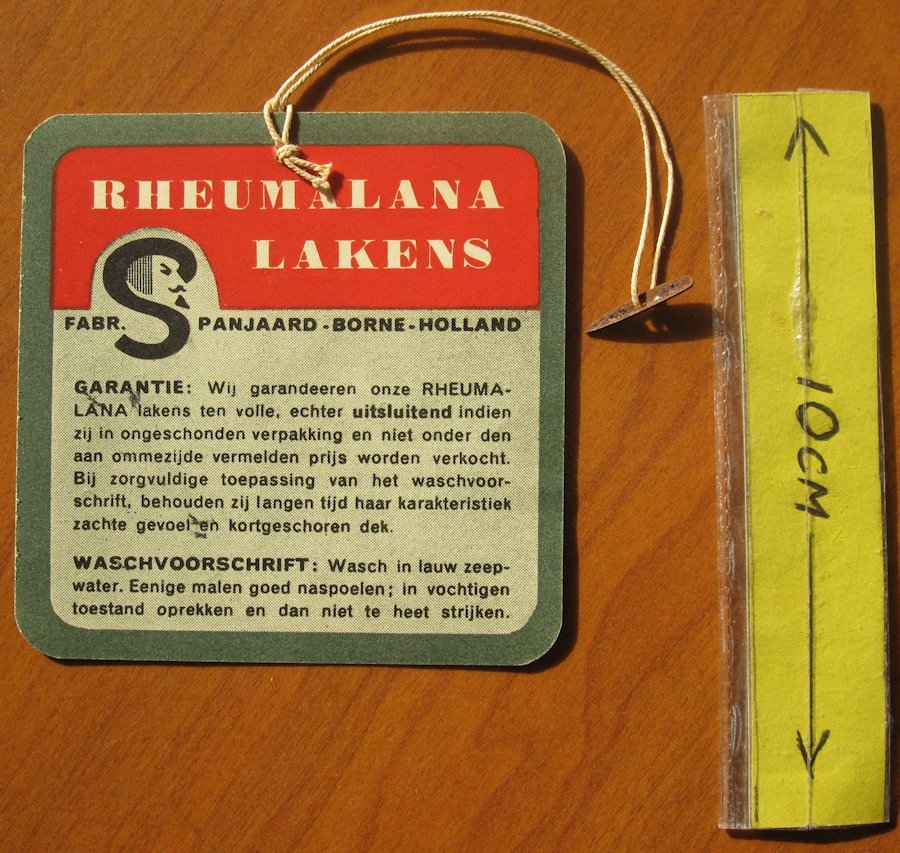 RHEUMALANA
LAKENS
FABR. SPANJAARD-BORNE-HOLLAND
GARANTIE: Wij garandeeren onze RHEUMA-
LANA lakens ten volle, echter uitsluitend indien
zij in ongeschonden verpakking en niet onder den
aan ommezijde vermelden prijs worden verkocht.
Bij zorgvuldige toepassing van het waschvoor-
schrift, behouden zij langen tijd haar karakteristiek
zachte gevoel en kortgeschoren dek.
WASCHVOORSCHRIFT: Wasch in lauw zeep-
water. Eenige malen goed naspoelen; in vochtigen
toestand oprekken en dan niet te heet strijken.
10CM